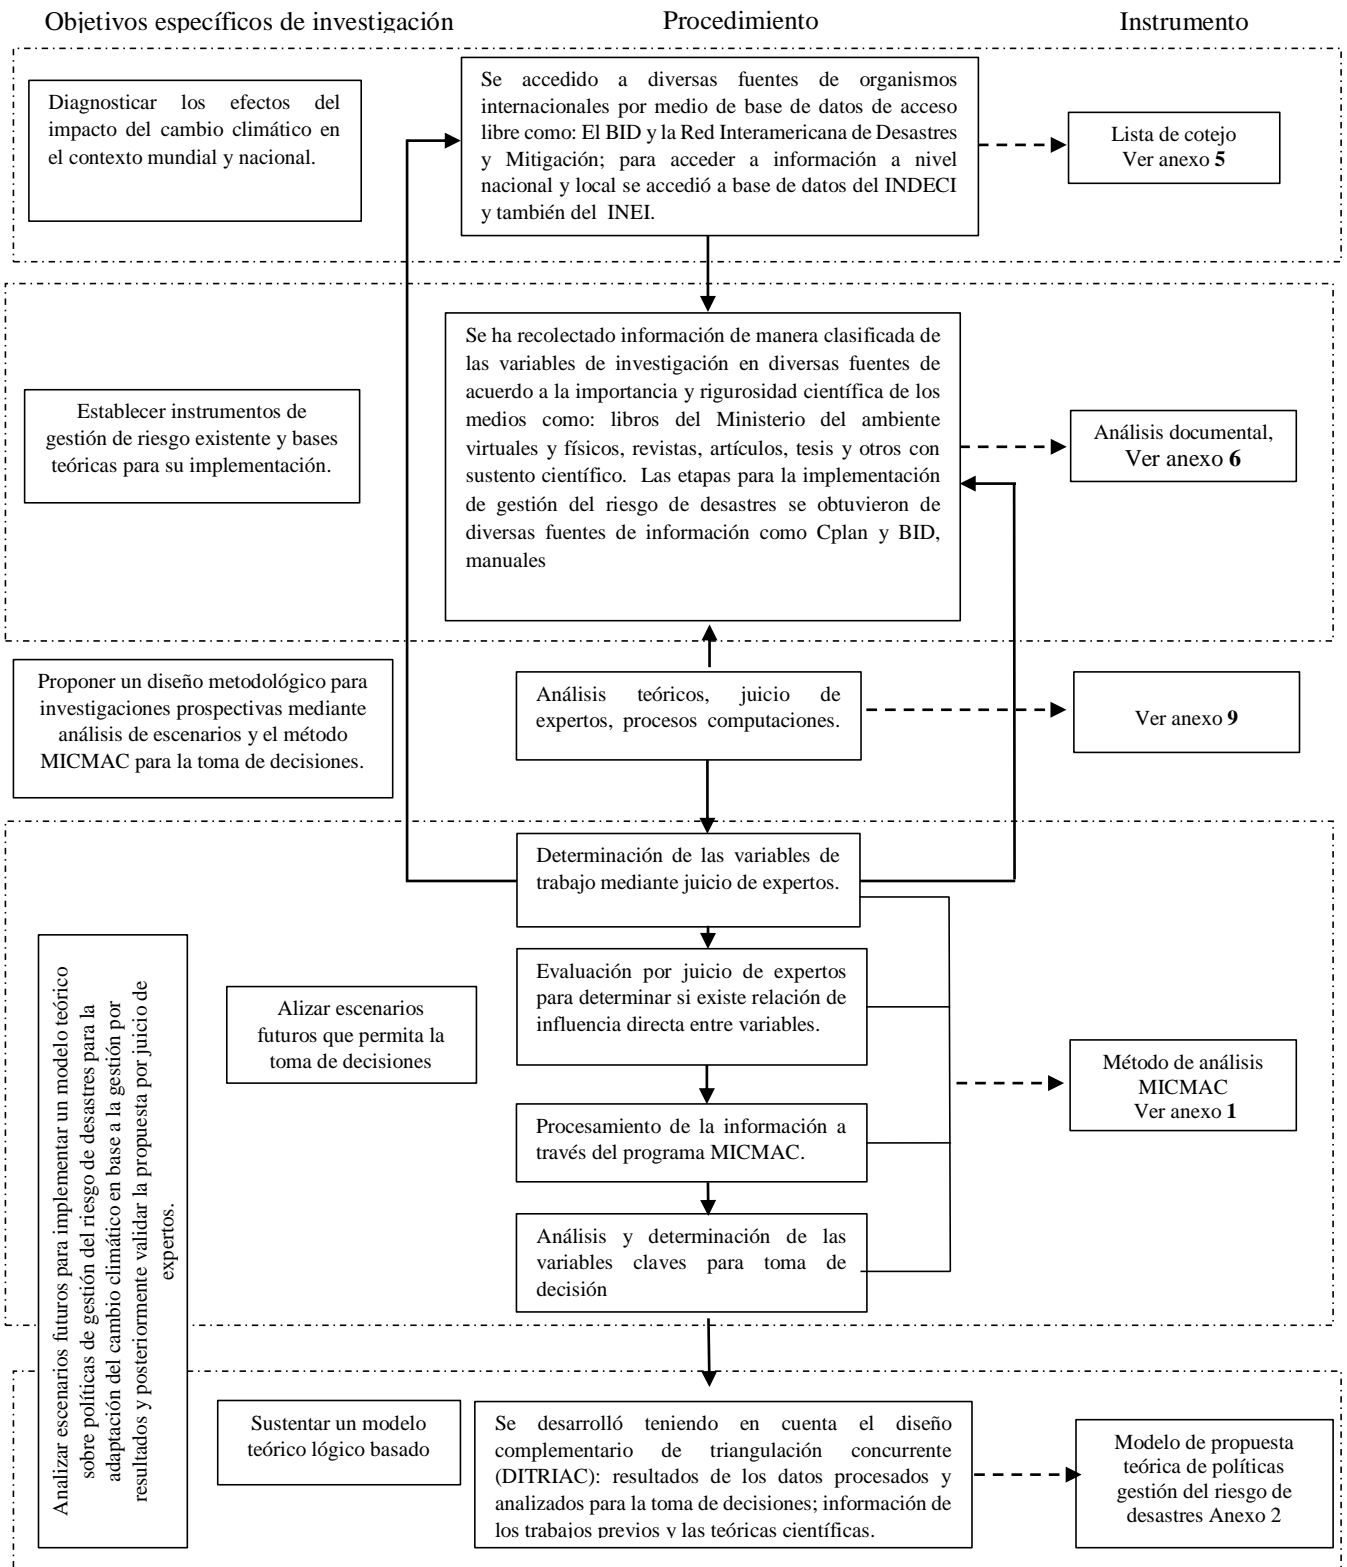 Objetivos específicos de investigación
Procedimiento
Instrumento
Diagnosticar los efectos del
impacto del cambio climático en
el contexto mundial y nacional.
Se accedido a diversas fuentes de organismos
internacionales por medio de base de datos de acceso
libre como: El BID y la Red Interamericana de Desastres
y Mitigación; para acceder a información a nivel
nacional y local se accedió a base de datos del INDECI
y también del INEI.
Lista de cotejo
Ver anexo 5
Establecer instrumentos de
gestión de riesgo existente y bases
teóricas para su implementación.
Se ha recolectado información de manera clasificada de
las variables de investigación en diversas fuentes de
acuerdo a la importancia y rigurosidad científica de los
medios como: libros del Ministerio del ambiente
virtuales y físicos, revistas, artículos, tesis y otros con
sustento científico. Las etapas para la implementación
de gestión del riesgo de desastres se obtuvieron de
diversas fuentes de información como Cplan y BID,
manuales
Análisis documental,
Ver anexo 6
Proponer un diseño metodológico para
investigaciones prospectivas mediante
análisis de escenarios y el método
MICMAC para la toma de decisiones.
Análisis teóricos, juicio de
expertos, procesos computaciones.
Ver anexo 9
Determinación de las variables de
trabajo mediante juicio de expertos.
Evaluación por juicio de expertos
para determinar si existe relación de
influencia directa entre variables.
Procesamiento de la información a
través del programa MICMAC.
Análisis y determinación de las
variables claves para toma de
decisión
Alizar escenarios
futuros que permita la
toma de decisiones
Método de análisis
MICMAC
Ver anexo 1
Analizar escenarios futuros para implementar un modelo teórico
sobre políticas de gestión del riesgo de desastres para la
adaptación del cambio climático en base a la gestión por
resultados y posteriormente validar la propuesta por juicio de
expertos.
Sustentar un modelo
teórico lógico basado
Se desarrolló teniendo en cuenta el diseño
complementario de triangulación concurrente
(DITRIAC): resultados de los datos procesados y
analizados para la toma de decisiones; información de
los trabajos previos y las teóricas científicas.
Modelo de propuesta
teórica de políticas
gestión del riesgo de
desastres Anexo 2